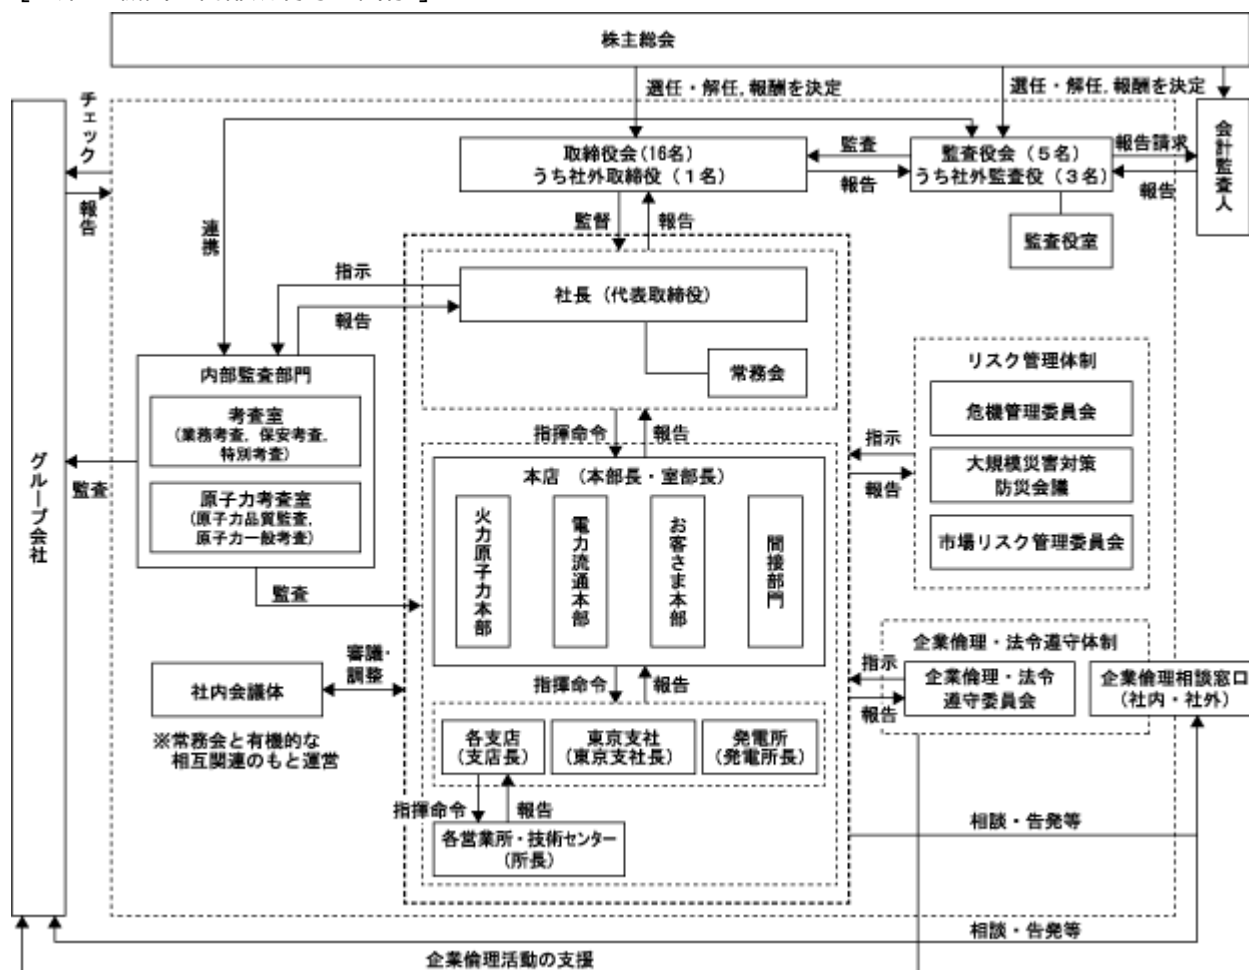 株主総会
選任・解任,報酬を決定
選任・解任,報酬を決定
チェック
報告
取締役会(16名)
うち社外取締役(1名)
監査
報告
監査役会(5名)
うち社外監査役(3名)
報告請求
報告
会計監査人
監査役室
連携
監督
報告
指示
報告
社長(代表取締役)
常務会
内部監査部門
考査室
(業務考査,保安考査,
特別考査)
原子力考査室
(原子力品質監査,
原子力一般考査)
監査
グループ会社
監査
指揮命令
報告
本店 (本部長・室部長)
火力原子力本部
電力流通本部
お客さま本部
間接部門
指示
報告
リスク管理体制
危機管理委員会
大規模災害対策
防災会議
市場リスク管理委員会
社内会議体
審議・
調整
※常務会と有機的な
相互関連のもと運営
指揮命令
報告
各支店
(支店長)
東京支社
(東京支社長)
発電所
(発電所長)
指揮命令
報告
各営業所・技術センター
(所長)
企業倫理・法令遵守体制
指示
報告
企業倫理・法令
遵守委員会
企業倫理相談窓口
(社内・社外)
相談・告発等
相談・告発等
企業倫理活動の支援